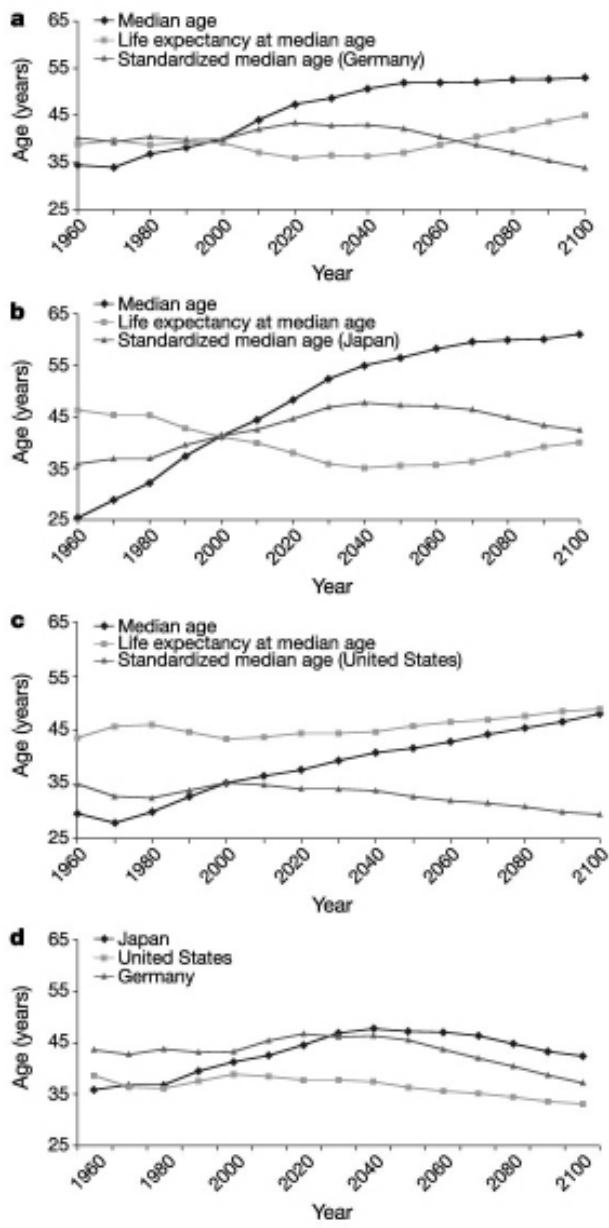 a
Median age
Life expectancy at median age
Standardized median age (Germany)
Age (years)
65
55
45
35
25
1960
1980
2000
2020
2040
2060
2080
2100
Year
b
Median age
Life expectancy at median age
Standardized median age (Japan)
Age (years)
65
55
45
35
25
1960
1980
2000
2020
2040
2060
2080
2100
Year
c
Median age
Life expectancy at median age
Standardized median age (United States)
Age (years)
65
55
45
35
25
1960
1980
2000
2020
2040
2060
2080
2100
Year
d
Japan
United States
Germany
Age (years)
65
55
45
35
25
1960
1980
2000
2020
2040
2060
2080
2100
Year